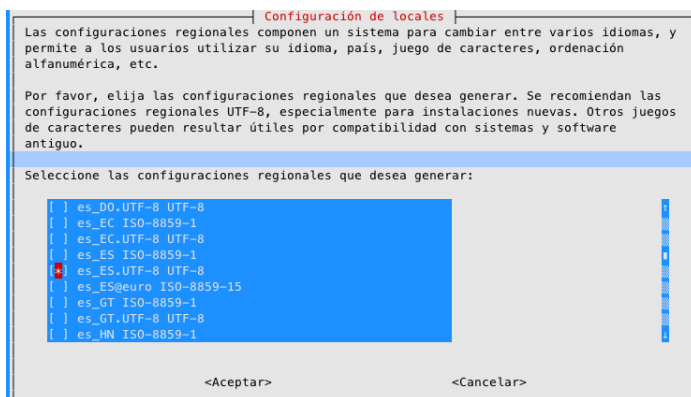 Configuración de locales
Las configuraciones regionales componen un sistema para cambiar entre varios idiomas, y
permite a los usuarios utilizar su idioma, país, juego de caracteres, ordenación
alfanumérica, etc.
Por favor, elija las configuraciones regionales que desea generar. Se recomiendan las
configuraciones regionales UTF-8, especialmente para instalaciones nuevas. Otros juegos
de caracteres pueden resultar útiles por compatibilidad con sistemas y software
antiguo.
Seleccione las configuraciones regionales que desea generar:
[ ] es_DO.UTF-8 UTF-8
[ ] es_EC ISO-8859-1
[ ] es_EC.UTF-8 UTF-8
[ ] es_ES ISO-8859-1
[*] es_ES.UTF-8 UTF-8
[ ] es_ES@euro ISO-8859-15
[ ] es_GT ISO-8859-1
[ ] es_GT.UTF-8 UTF-8
[ ] es_HN ISO-8859-1
<Aceptar> <Cancelar>